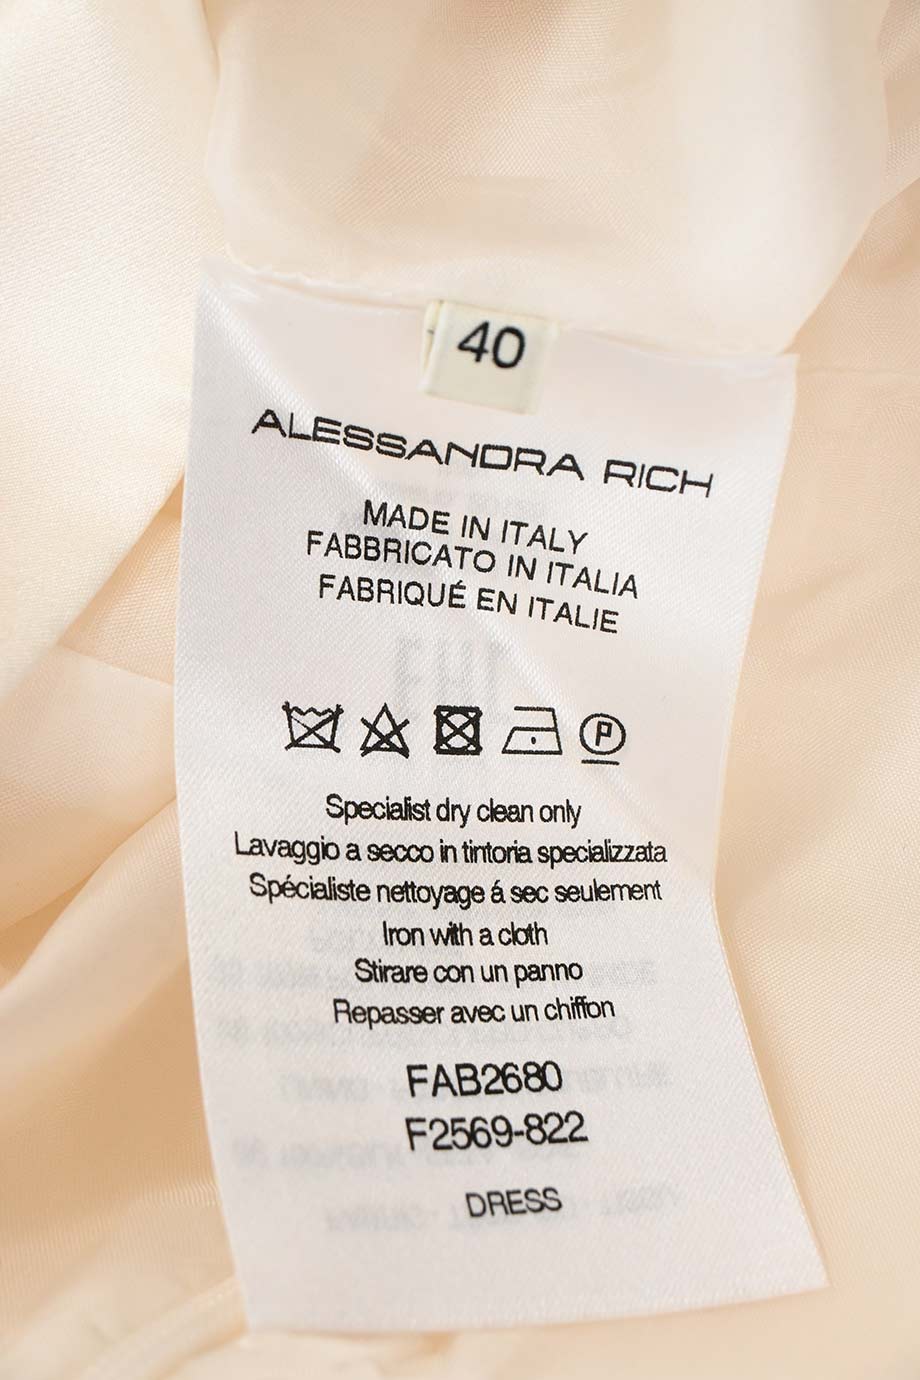 40
ALESSANDRA RICH
MADE IN ITALY
FABBRICATO IN ITALIA
FABRIQUÉ EN ITALIE
P
Specialist dry clean only
Lavaggio a secco in tintoria specializzata
Spécialiste nettoyage á sec seulement
Iron with a cloth
Stirare con un panno
Repasser avec un chiffon
FAB2680
F2569-822
DRESS